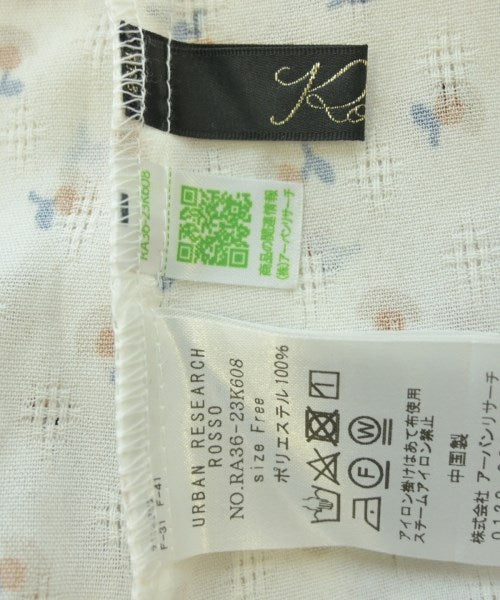 Ro
RA36-23K608
商品の関連情報
(株)アーバンリサーチ
URBAN RESEARCH
ROSSO
NO.RA36-23K608
size Free
ポリエステル100%
アイロン掛けはあて布使用
スチームアイロン禁止
中国製
株式会社 アーバンリサーチ
F-31 F-41